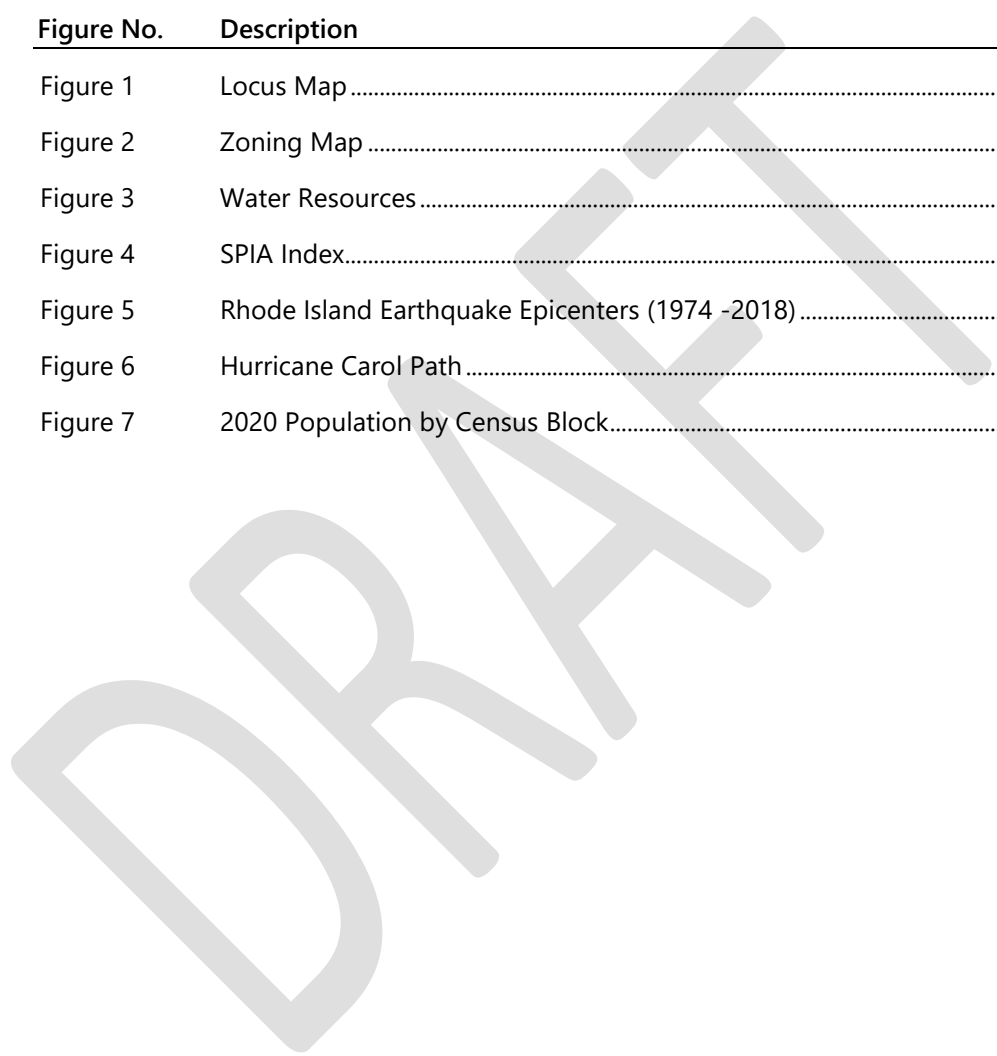 Figure No. Description
Figure 1 Locus Map
Figure 2 Zoning Map
Figure 3 Water Resources
Figure 4 SPIA Index
Figure 5 Rhode Island Earthquake Epicenters (1974 -2018)
Figure 6 Hurricane Carol Path
Figure 7 2020 Population by Census Block
DRAFT